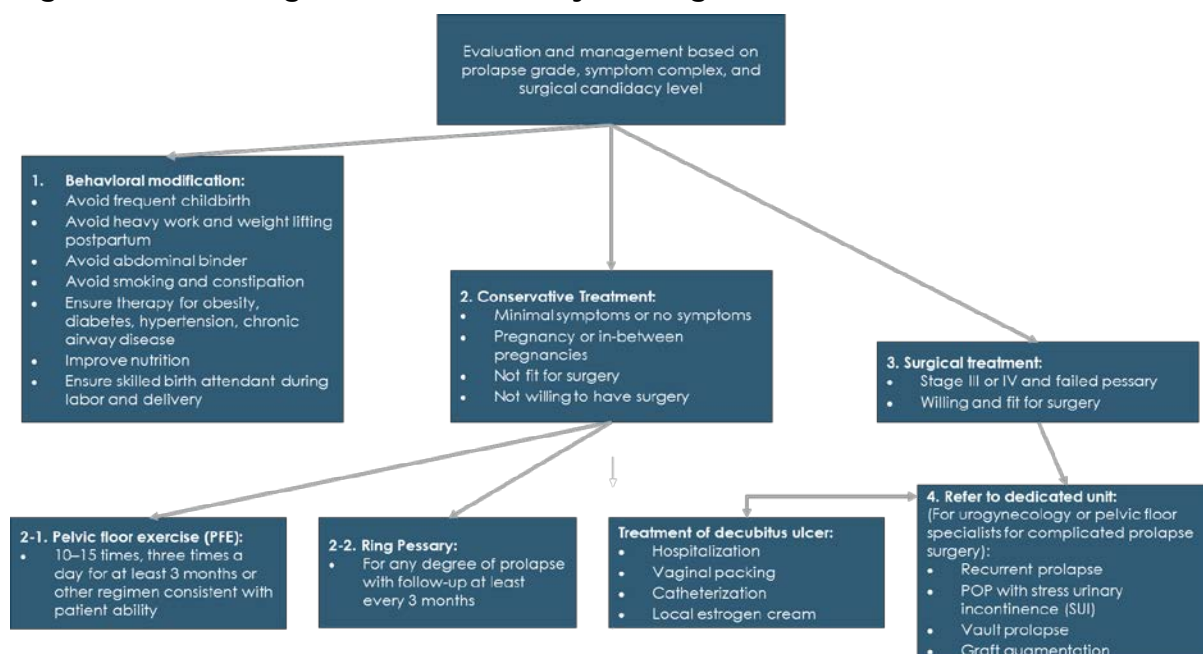 Evaluation and management based on
prolapse grade, symptom complex, and
surgical candidacy level
1. Behavioral modification:
• Avoid frequent childbirth
• Avoid heavy work and weight lifting
postpartum
• Avoid abdominal binder
• Avoid smoking and constipation
• Ensure therapy for obesity,
diabetes, hypertension, chronic
airway disease
• Improve nutrition
• Ensure skilled birth attendant during
labor and delivery
2. Conservative Treatment:
• Minimal symptoms or no symptoms
• Pregnancy or in-between
pregnancies
• Not fit for surgery
• Not willing to have surgery
3. Surgical treatment:
• Stage III or IV and failed pessary
• Willing and fit for surgery
2-1. Pelvic floor exercise (PFE):
• 10–15 times, three times a
day for at least 3 months or
other regimen consistent with
patient ability
2-2. Ring Pessary:
• For any degree of prolapse
with follow-up at least
every 3 months
Treatment of decubitus ulcer:
• Hospitalization
• Vaginal packing
• Catheterization
• Local estrogen cream
4. Refer to dedicated unit:
(For urogynecology or pelvic floor
specialists for complicated prolapse
surgery):
• Recurrent prolapse
• POP with stress urinary
incontinence (SUI)
• Vault prolapse
• Graft augmentation